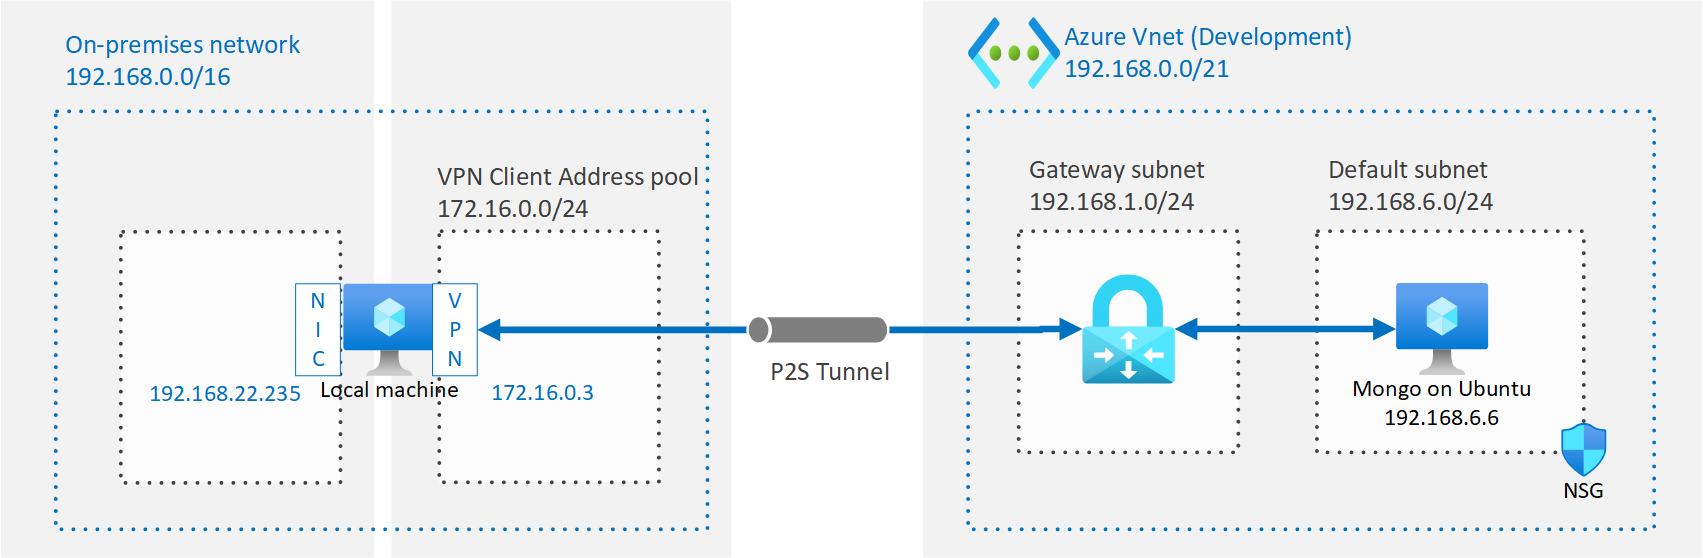 On-premises network
192.168.0.0/16
VPN Client Address pool
172.16.0.0/24
N
I
C
V
P
N
192.168.22.235
Local machine
172.16.0.3
P2S Tunnel
Azure Vnet (Development)
192.168.0.0/21
Gateway subnet
192.168.1.0/24
Default subnet
192.168.6.0/24
Mongo on Ubuntu
192.168.6.6
NSG